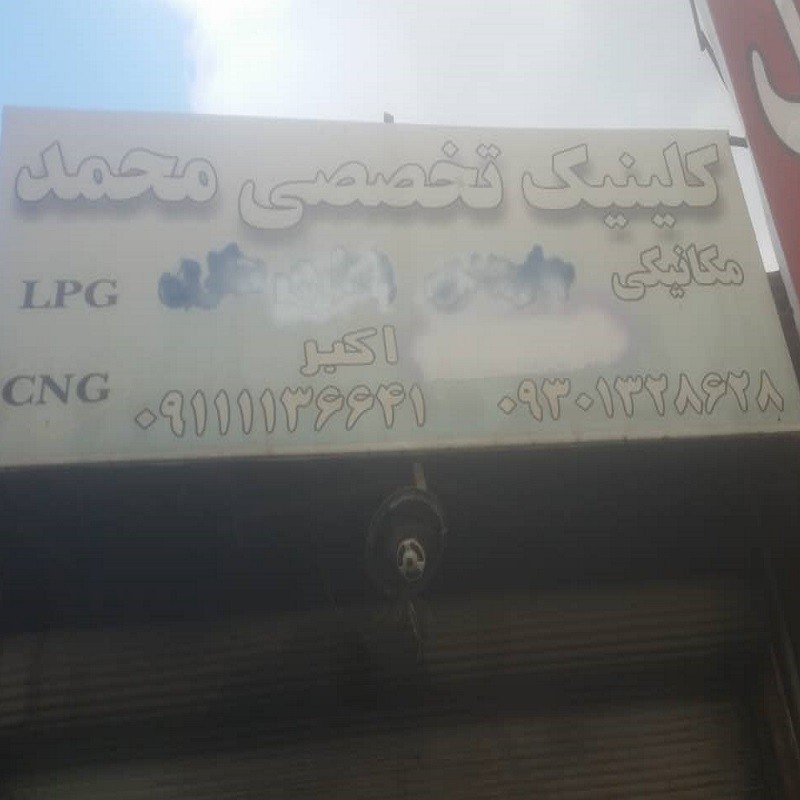 کلینیک تخصصی محمد
مکانیکی
LPG
اکبر
CNG
۰۹۳۰۱۳۲۸۶۲۸ ۰۹۱۱۱۱۳۶۶۴۱